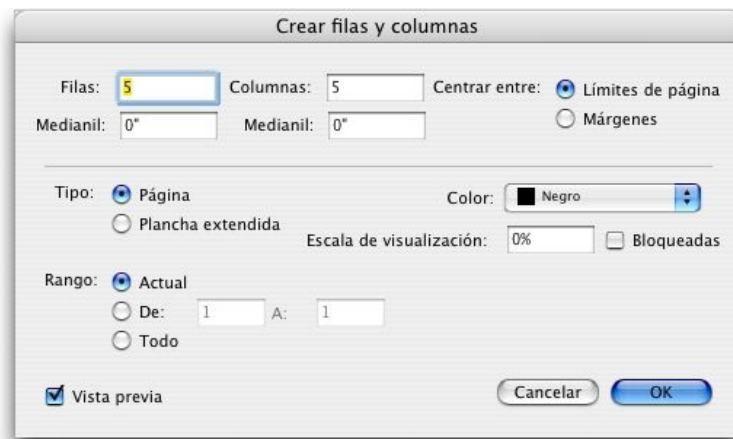 Crear filas y columnas
Filas: 5 Columnas: 5 Centrar entre: Límites de página
Medianil: 0" Medianil: 0" Márgenes
Tipo: Página Color: Negro
Plancha extendida
Escala de visualización: 0% Bloqueadas
Rango: Actual
De: 1 A: 1
Todo
Vista previa Cancelar OK